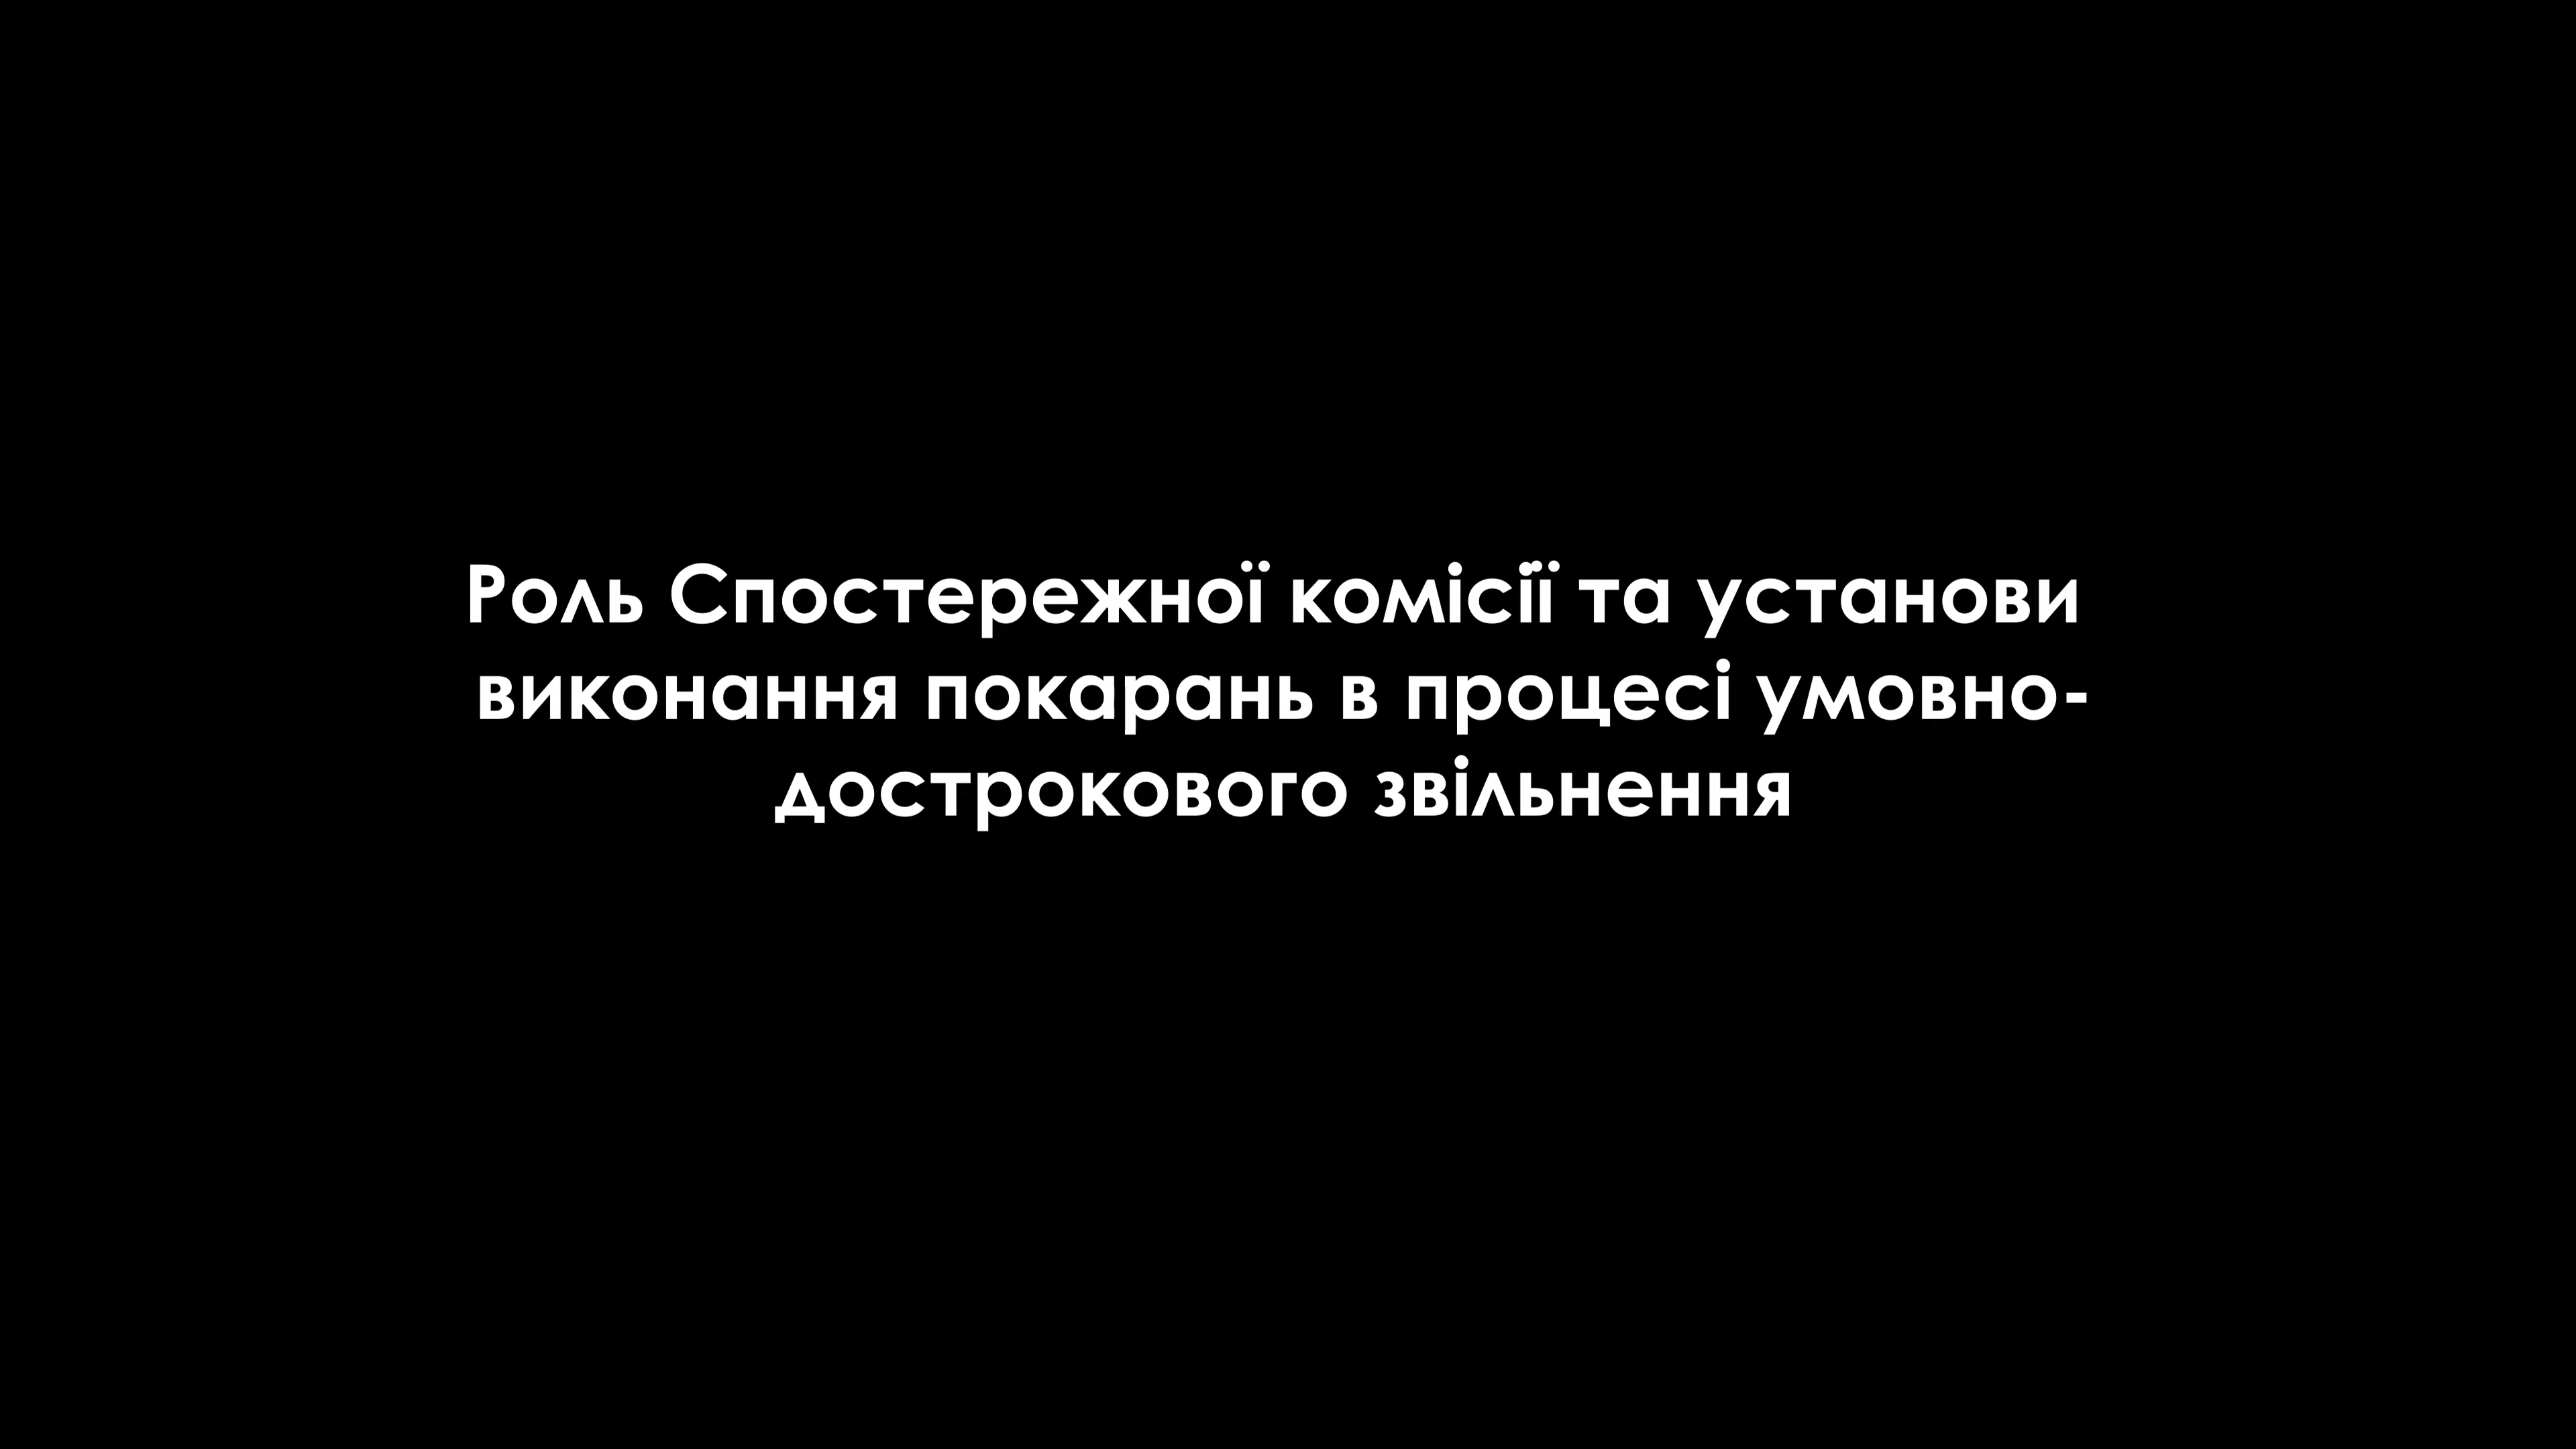 Роль Спостережної комісії та установи
виконання покарань в процесі умовно-
дострокового звільнення